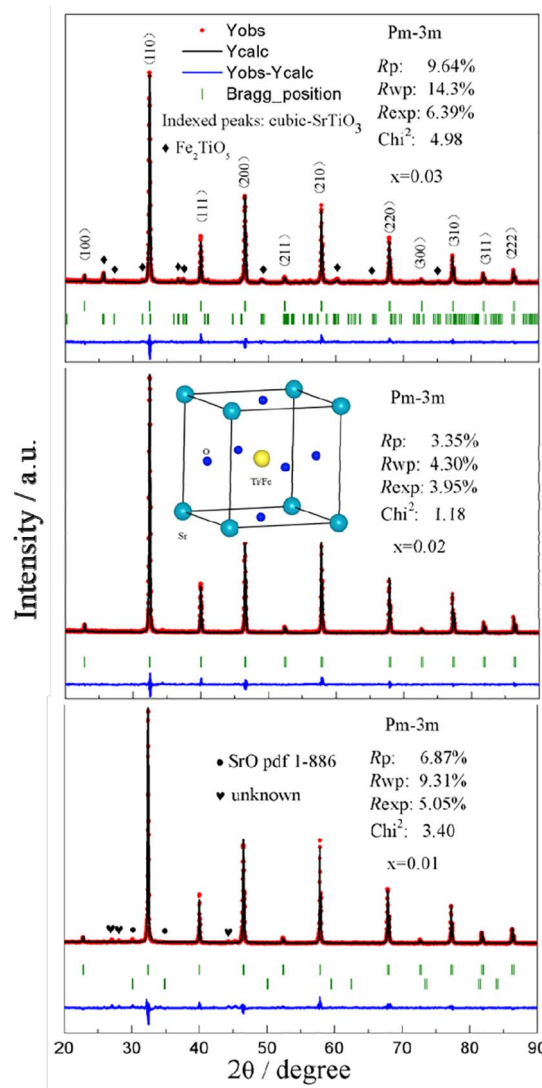 Intensity / a.u.
Yobs
Ycalc
Yobs-Ycalc
Bragg_position
Indexed peaks: cubic-SrTiO3
Fe2TiO5
Pm-3m
Rp: 9.64%
Rwp: 14.3%
Rexp: 6.39%
Chi2: 4.98
x=0.03
(100)
(110)
(111)
(200)
(211)
(210)
(220)
(300)
(310)
(311)
(222)
Pm-3m
Rp: 3.35%
Rwp: 4.30%
Rexp: 3.95%
Chi2: 1.18
x=0.02
O
Ti/Fe
Sr
Pm-3m
Rp: 6.87%
Rwp: 9.31%
Rexp: 5.05%
Chi2: 3.40
x=0.01
SrO pdf 1-886
unknown
20 30 40 50 60 70 80 90
2θ / degree